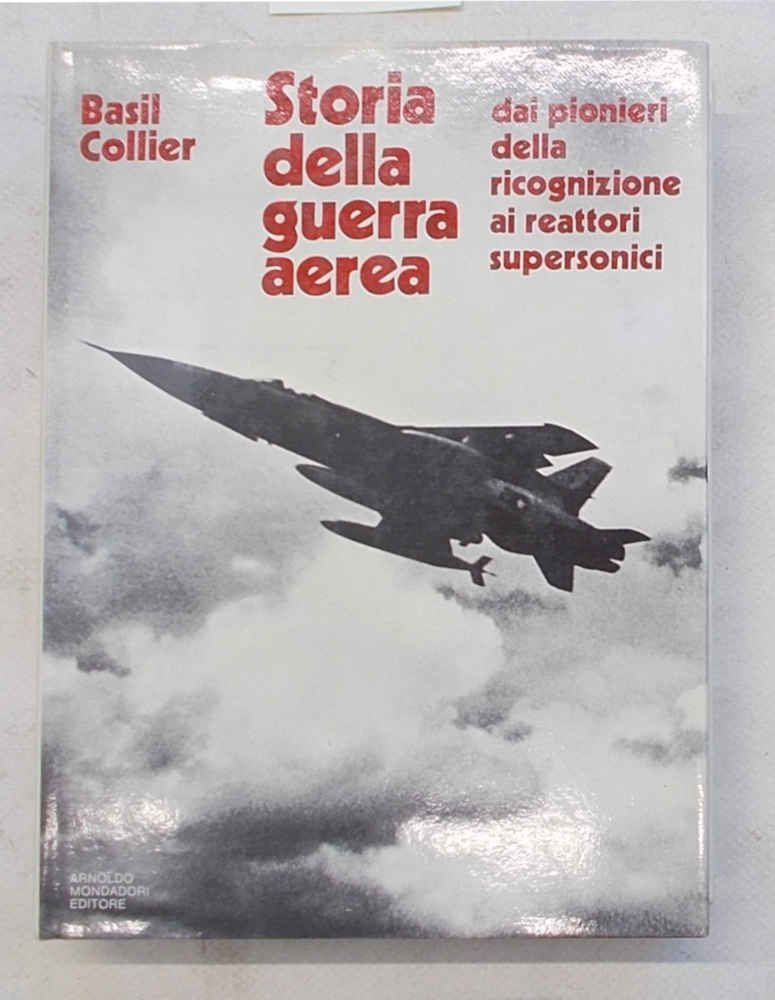 Basil
Collier
Storia
della
guerra
aerea
dai pionieri
della
ricognizione
ai reattori
supersonici
ARNOLDO
MONDADORI
EDITORE